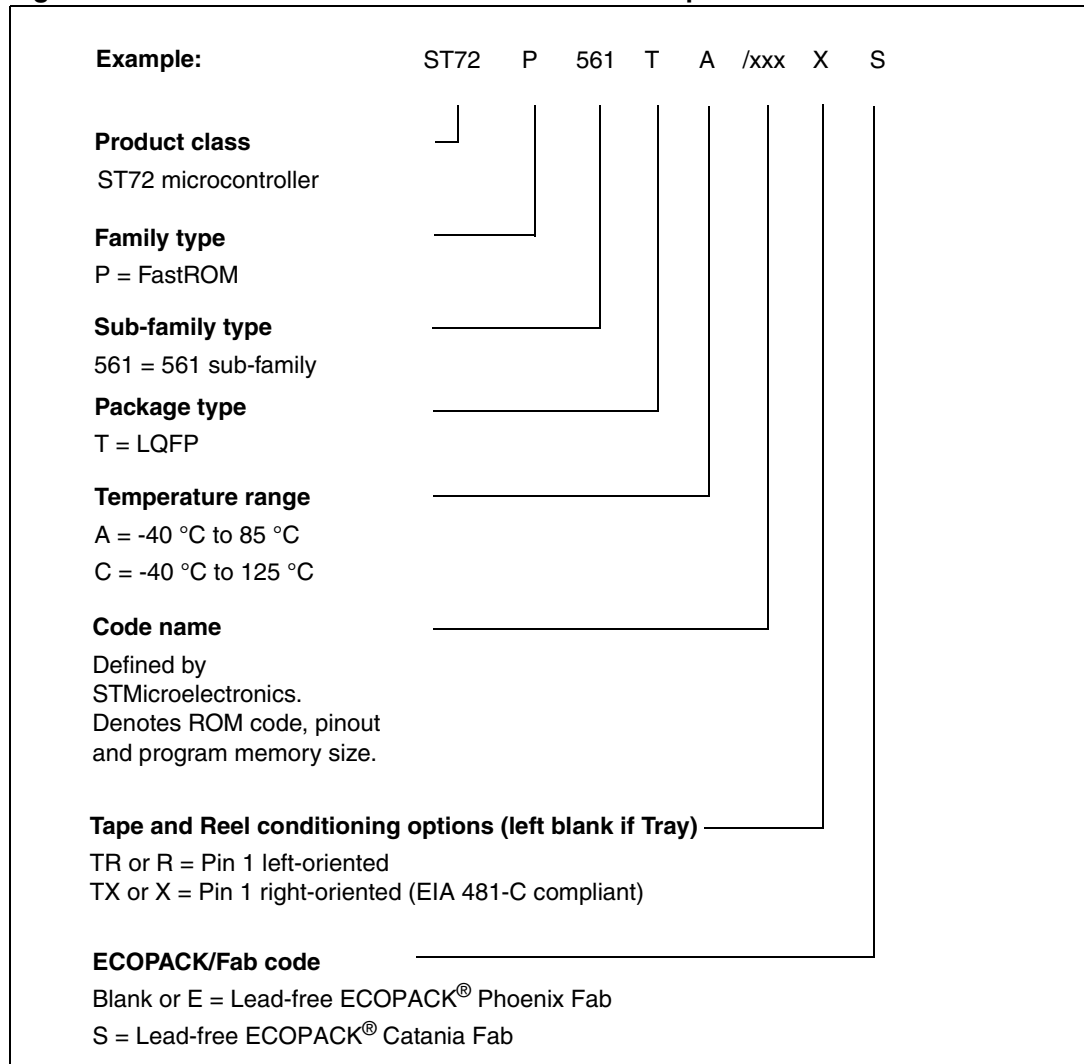 Example: ST72 P 561 T A /xxx X S
Product class
ST72 microcontroller
Family type
P = FastROM
Sub-family type
561 = 561 sub-family
Package type
T = LQFP
Temperature range
A = -40 °C to 85 °C
C = -40 °C to 125 °C
Code name
Defined by
STMicroelectronics.
Denotes ROM code, pinout
and program memory size.
Tape and Reel conditioning options (left blank if Tray)
TR or R = Pin 1 left-oriented
TX or X = Pin 1 right-oriented (EIA 481-C compliant)
ECOPACK/Fab code
Blank or E = Lead-free ECOPACK® Phoenix Fab
S = Lead-free ECOPACK® Catania Fab